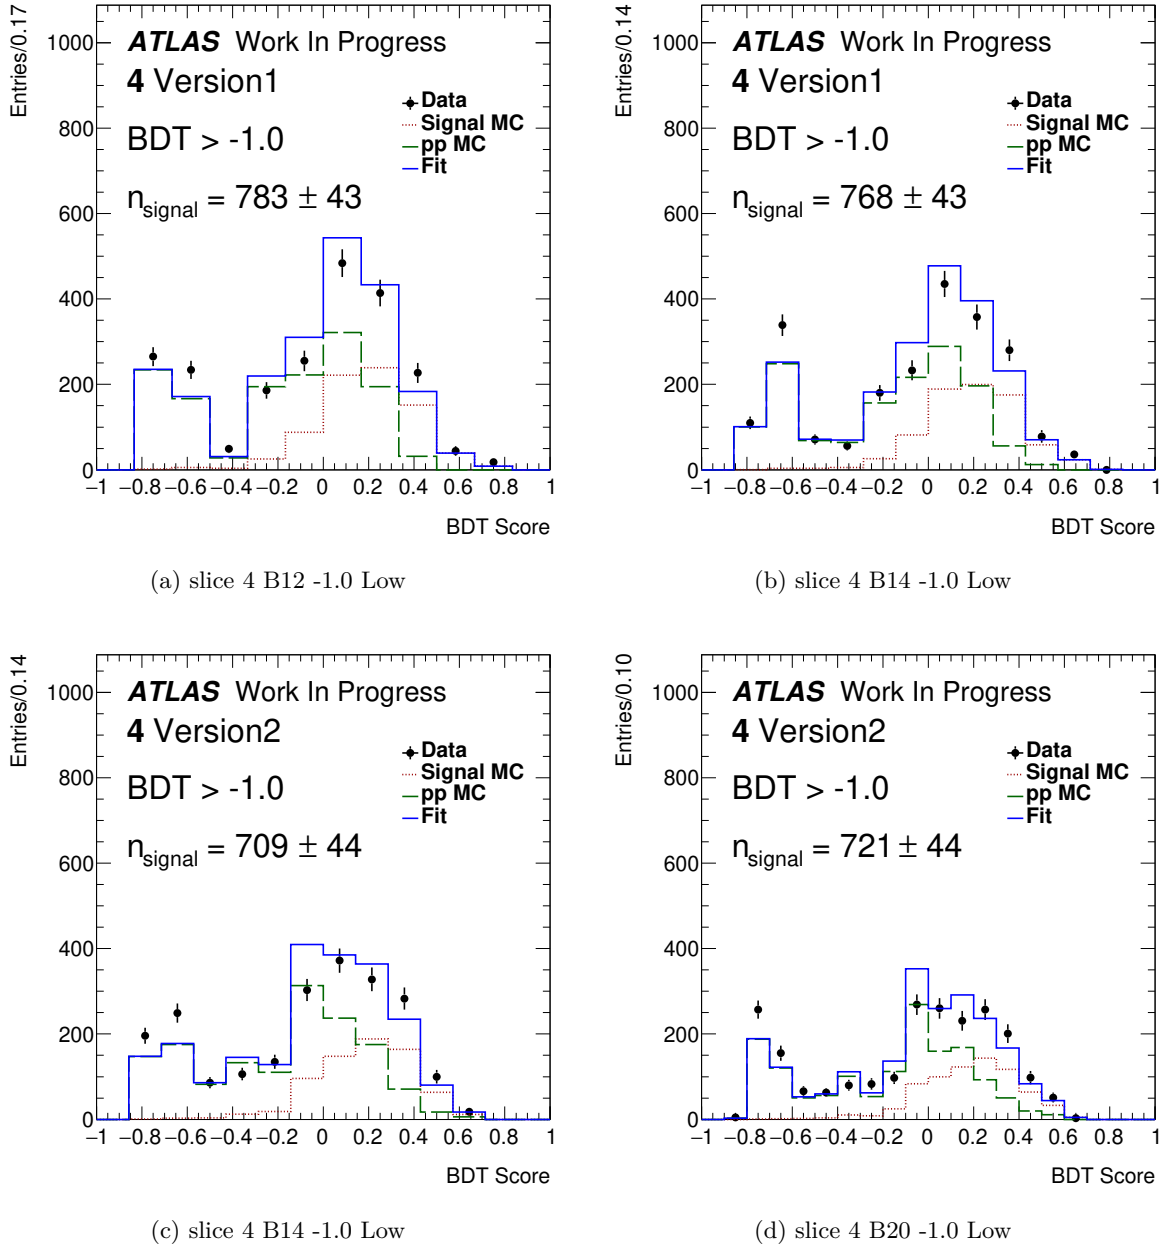 Entries/0.17
1000
800
600
400
200
0
ATLAS Work In Progress
4 Version1
BDT > -1.0
n_signal = 783 ± 43
Data
Signal MC
pp MC
Fit
−1 −0.8 −0.6 −0.4 −0.2 0 0.2 0.4 0.6 0.8 1
BDT Score
(a) slice 4 B12 -1.0 Low
Entries/0.14
1000
800
600
400
200
0
ATLAS Work In Progress
4 Version1
BDT > -1.0
n_signal = 768 ± 43
Data
Signal MC
pp MC
Fit
−1 −0.8 −0.6 −0.4 −0.2 0 0.2 0.4 0.6 0.8 1
BDT Score
(b) slice 4 B14 -1.0 Low
Entries/0.14
1000
800
600
400
200
0
ATLAS Work In Progress
4 Version2
BDT > -1.0
n_signal = 709 ± 44
Data
Signal MC
pp MC
Fit
−1 −0.8 −0.6 −0.4 −0.2 0 0.2 0.4 0.6 0.8 1
BDT Score
(c) slice 4 B14 -1.0 Low
Entries/0.10
1000
800
600
400
200
0
ATLAS Work In Progress
4 Version2
BDT > -1.0
n_signal = 721 ± 44
Data
Signal MC
pp MC
Fit
−1 −0.8 −0.6 −0.4 −0.2 0 0.2 0.4 0.6 0.8 1
BDT Score
(d) slice 4 B20 -1.0 Low